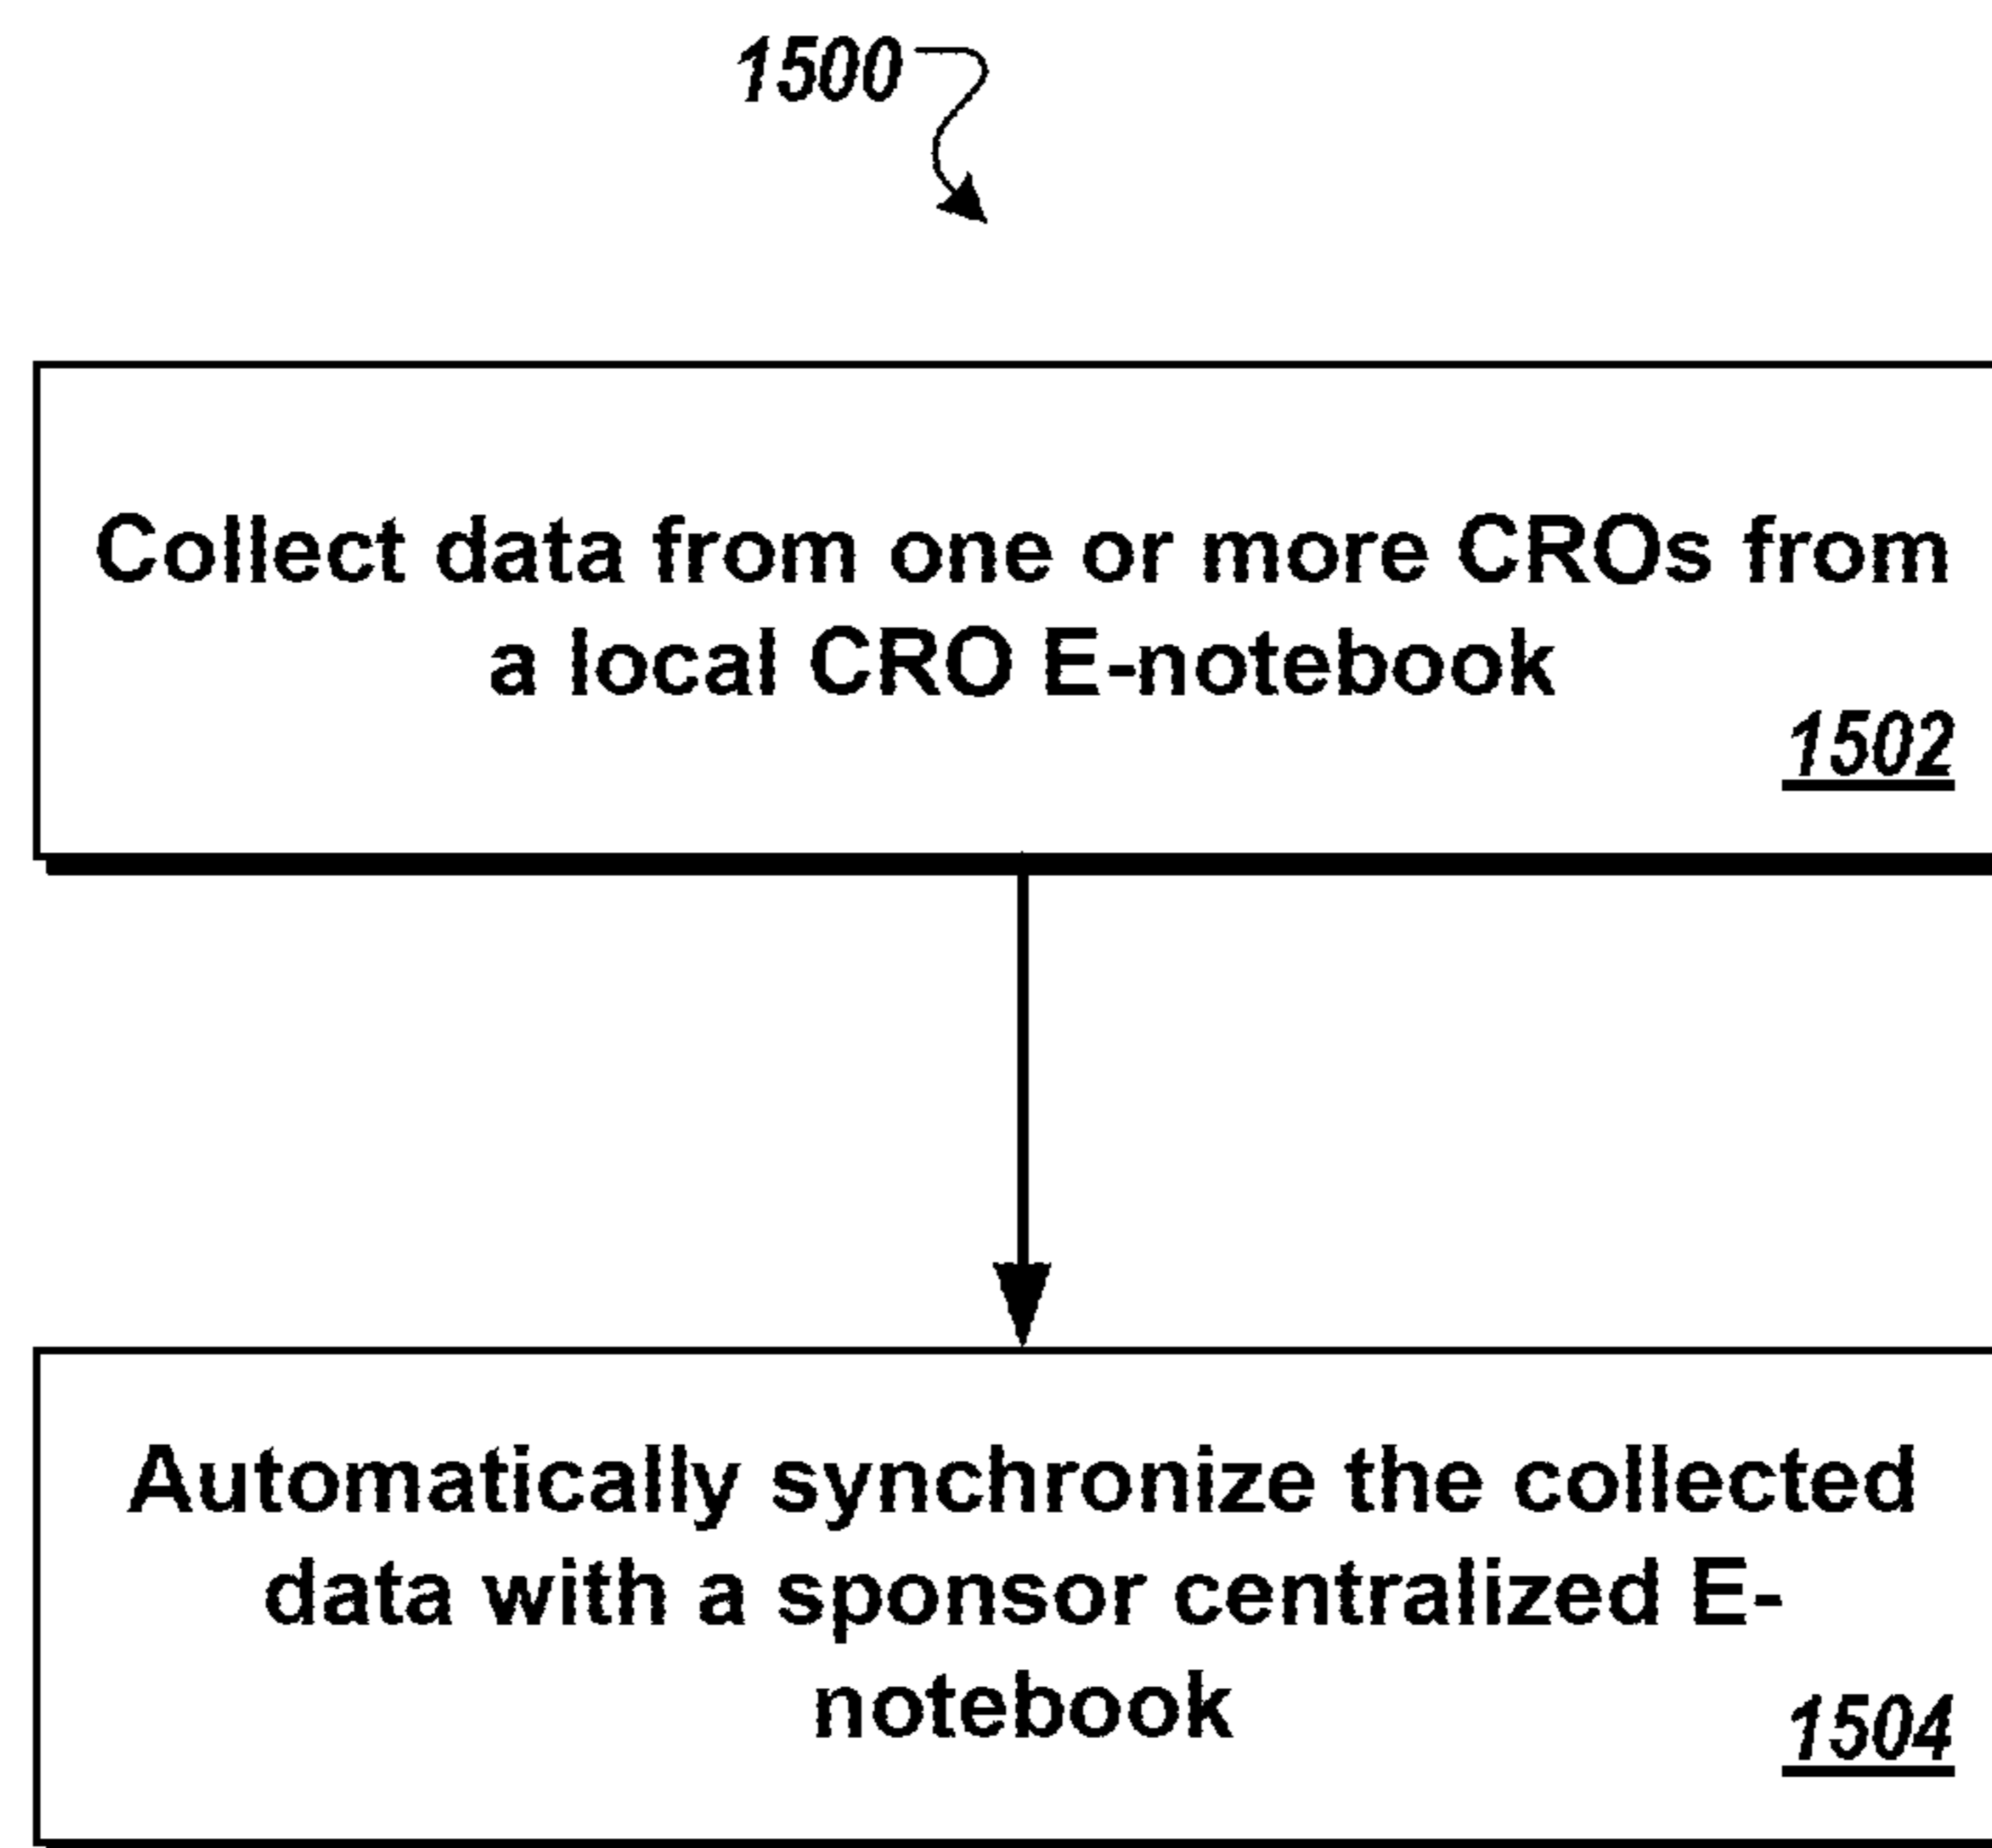 1500
Collect data from one or more CROs from
a local CRO E-notebook
1502
Automatically synchronize the collected
data with a sponsor centralized E-
notebook
1504